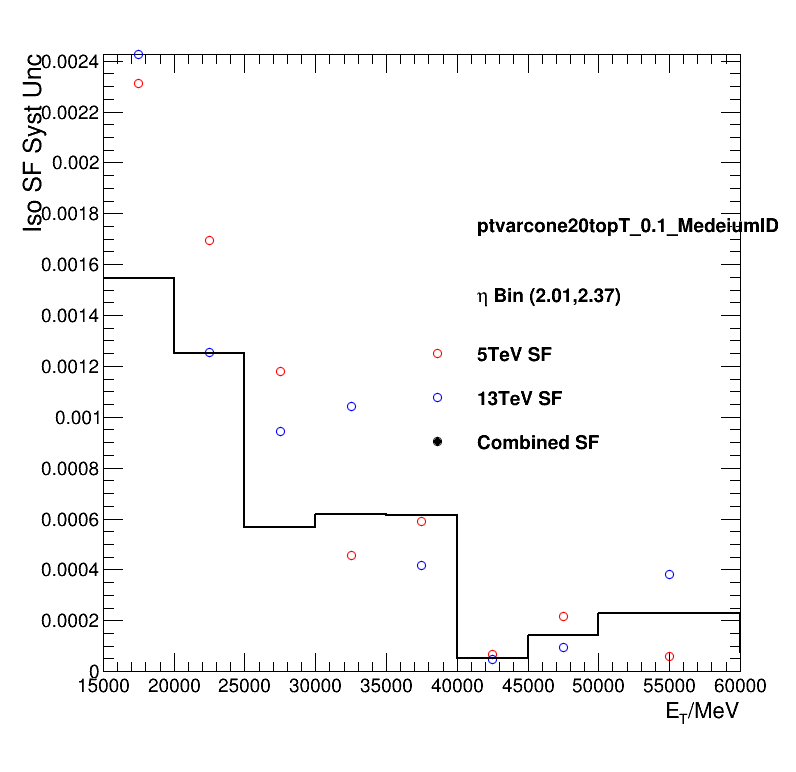 Iso SF Syst Unc
0.0024
0.0022
0.002
0.0018
0.0016
0.0014
0.0012
0.001
0.0008
0.0006
0.0004
0.0002
0
ptvarcone20topT_0.1_MedeiumID
η Bin (2.01,2.37)
5TeV SF
13TeV SF
Combined SF
15000 20000 25000 30000 35000 40000 45000 50000 55000 60000
E_T/MeV